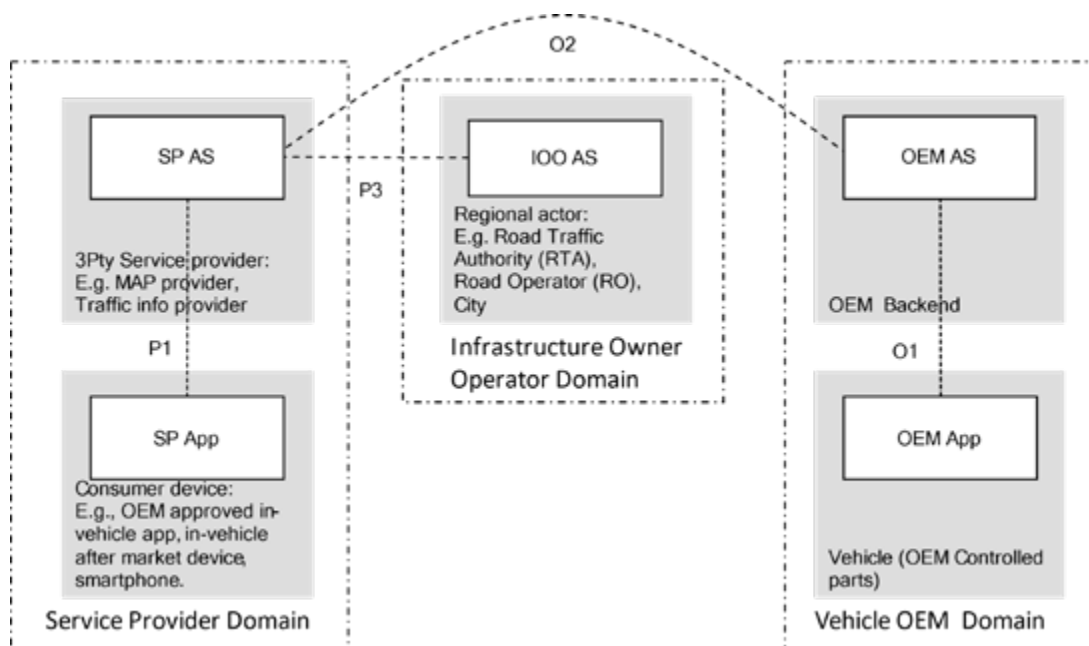 O2
SP AS
IOO AS
OEM AS
P3
3Pty Service provider:
E.g. MAP provider,
Traffic info provider
Regional actor:
E.g. Road Traffic
Authority (RTA),
Road Operator (RO),
City
OEM Backend
P1
Infrastructure Owner
Operator Domain
O1
SP App
OEM App
Consumer device:
E.g., OEM approved in-
vehicle app, in-vehicle
after market device,
smartphone.
Vehicle (OEM Controlled
parts)
Service Provider Domain
Vehicle OEM Domain